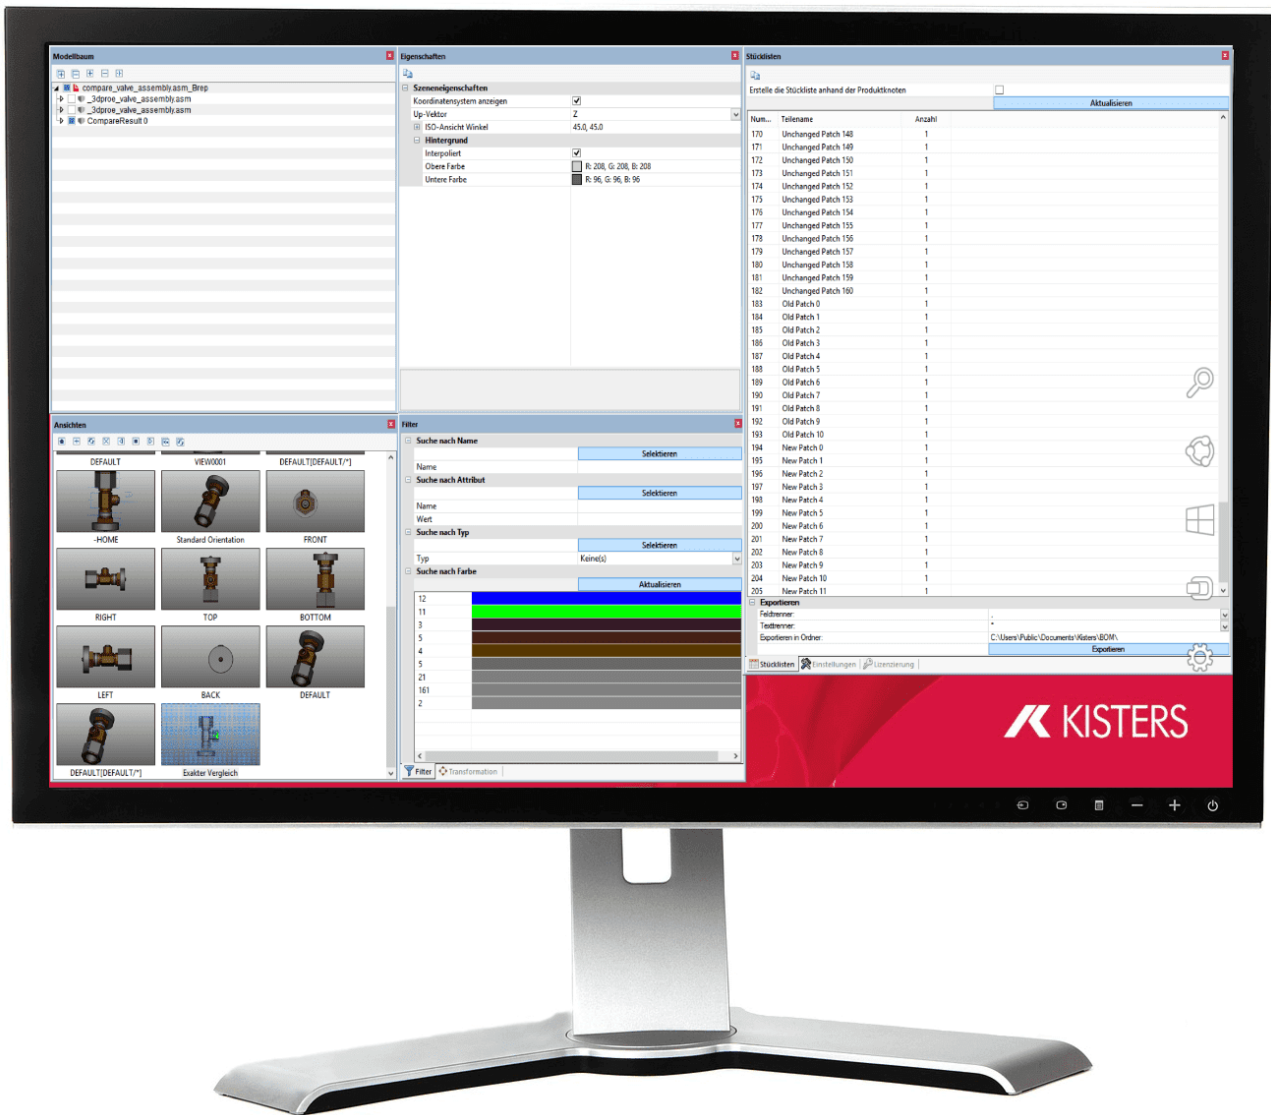 Modellbaum
compare_valve_assembly.asm_Brep
_3dproe_valve_assembly.asm
_3dproe_valve_assembly.asm
CompareResult 0
Eigenschaften
Szeneneigenschaften
Koordinatensystem anzeigen
Up-Vektor Z
ISO-Ansicht Winkel 45.0, 45.0
Hintergrund
Interpoliert
Obere Farbe R: 208, G: 208, B: 208
Untere Farbe R: 96, G: 96, B: 96
Stücklisten
Erstelle die Stückliste anhand der Produktknoten
Aktualisieren
Num... Teilename Anzahl
170 Unchanged Patch 148 1
171 Unchanged Patch 149 1
172 Unchanged Patch 150 1
173 Unchanged Patch 151 1
174 Unchanged Patch 152 1
175 Unchanged Patch 153 1
176 Unchanged Patch 154 1
177 Unchanged Patch 155 1
178 Unchanged Patch 156 1
179 Unchanged Patch 157 1
180 Unchanged Patch 158 1
181 Unchanged Patch 159 1
182 Unchanged Patch 160 1
183 Old Patch 0 1
184 Old Patch 1 1
185 Old Patch 2 1
186 Old Patch 3 1
187 Old Patch 4 1
188 Old Patch 5 1
189 Old Patch 6 1
190 Old Patch 7 1
191 Old Patch 8 1
192 Old Patch 9 1
193 Old Patch 10 1
194 New Patch 0 1
195 New Patch 1 1
196 New Patch 2 1
197 New Patch 3 1
198 New Patch 4 1
199 New Patch 5 1
200 New Patch 6 1
201 New Patch 7 1
202 New Patch 8 1
203 New Patch 9 1
204 New Patch 10 1
205 New Patch 11 1
Exportieren
Feldtrenner:
Texttrenner: "
Exportieren in Ordner: C:\Users\Public\Documents\Kisters\BOM\
Exportieren
Stücklisten Einstellungen Lizenzierung
Ansichten
DEFAULT VIEW0001 DEFAULT[DEFAULT/*]
-HOME Standard Orientation FRONT
RIGHT TOP BOTTOM
LEFT BACK DEFAULT
DEFAULT[DEFAULT/*] Exakter Vergleich
Filter
Suche nach Name
Selektieren
Name
Suche nach Attribut
Selektieren
Name
Wert
Suche nach Typ
Selektieren
Typ Keine(s)
Suche nach Farbe
Aktualisieren
12
11
3
5
4
5
21
161
2
Filter Transformation
KISTERS